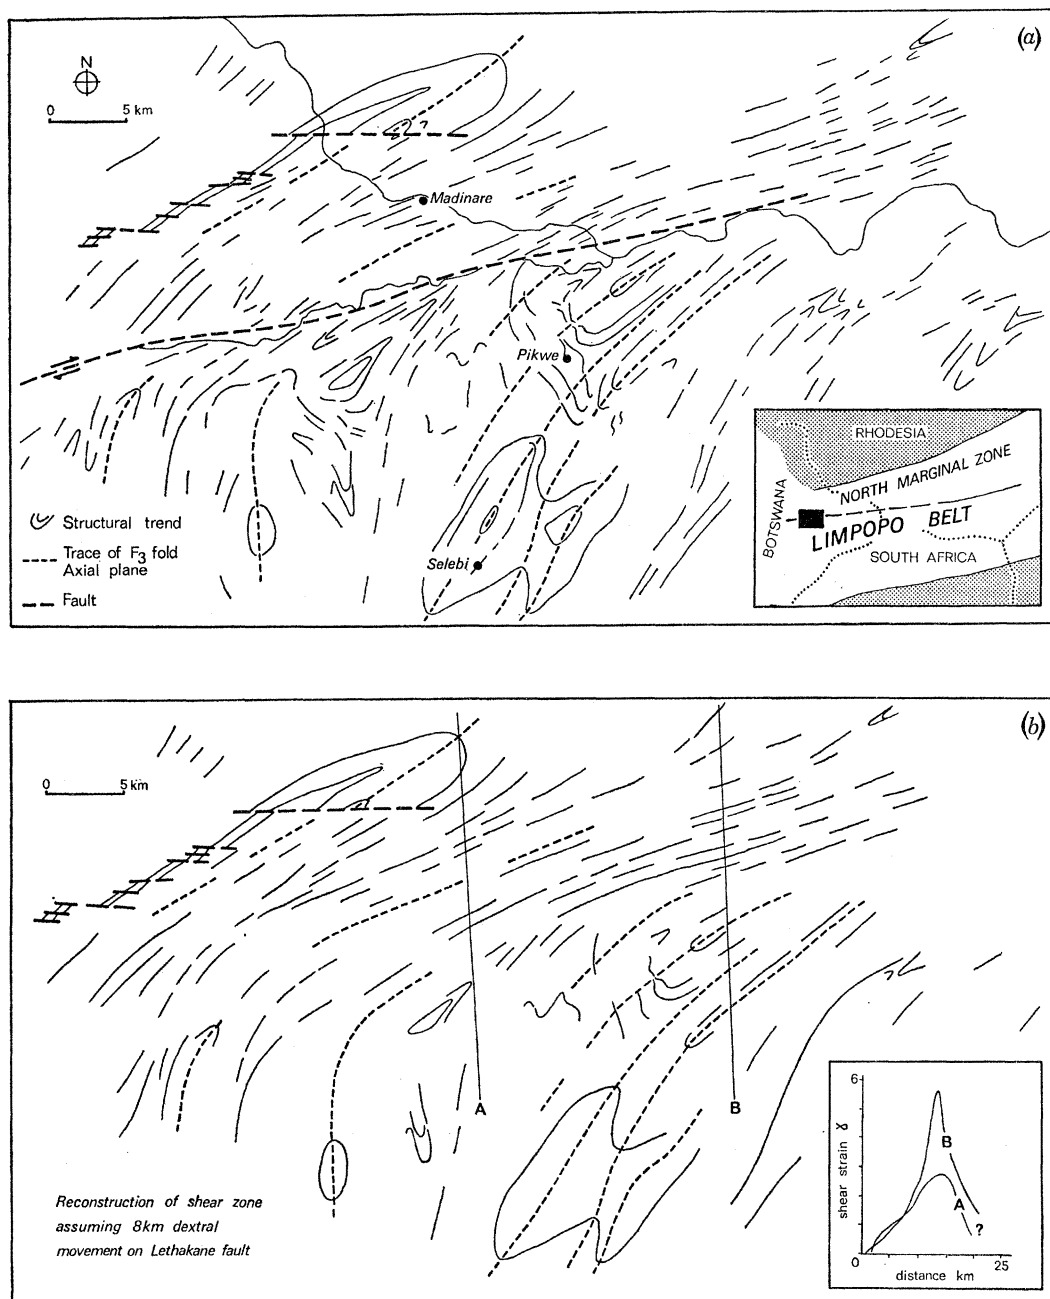 (a)
N
0 5 km
Madinare
Pikwe
Selebi
Structural trend
Trace of F3 fold
Axial plane
Fault
RHODESIA
NORTH MARGINAL ZONE
BOTSWANA
LIMPOPO BELT
SOUTH AFRICA
(b)
0 5 km
A
B
Reconstruction of shear zone
assuming 8km dextral
movement on Lethakane fault
6
shear strain γ
B
A
?
0 25
distance km